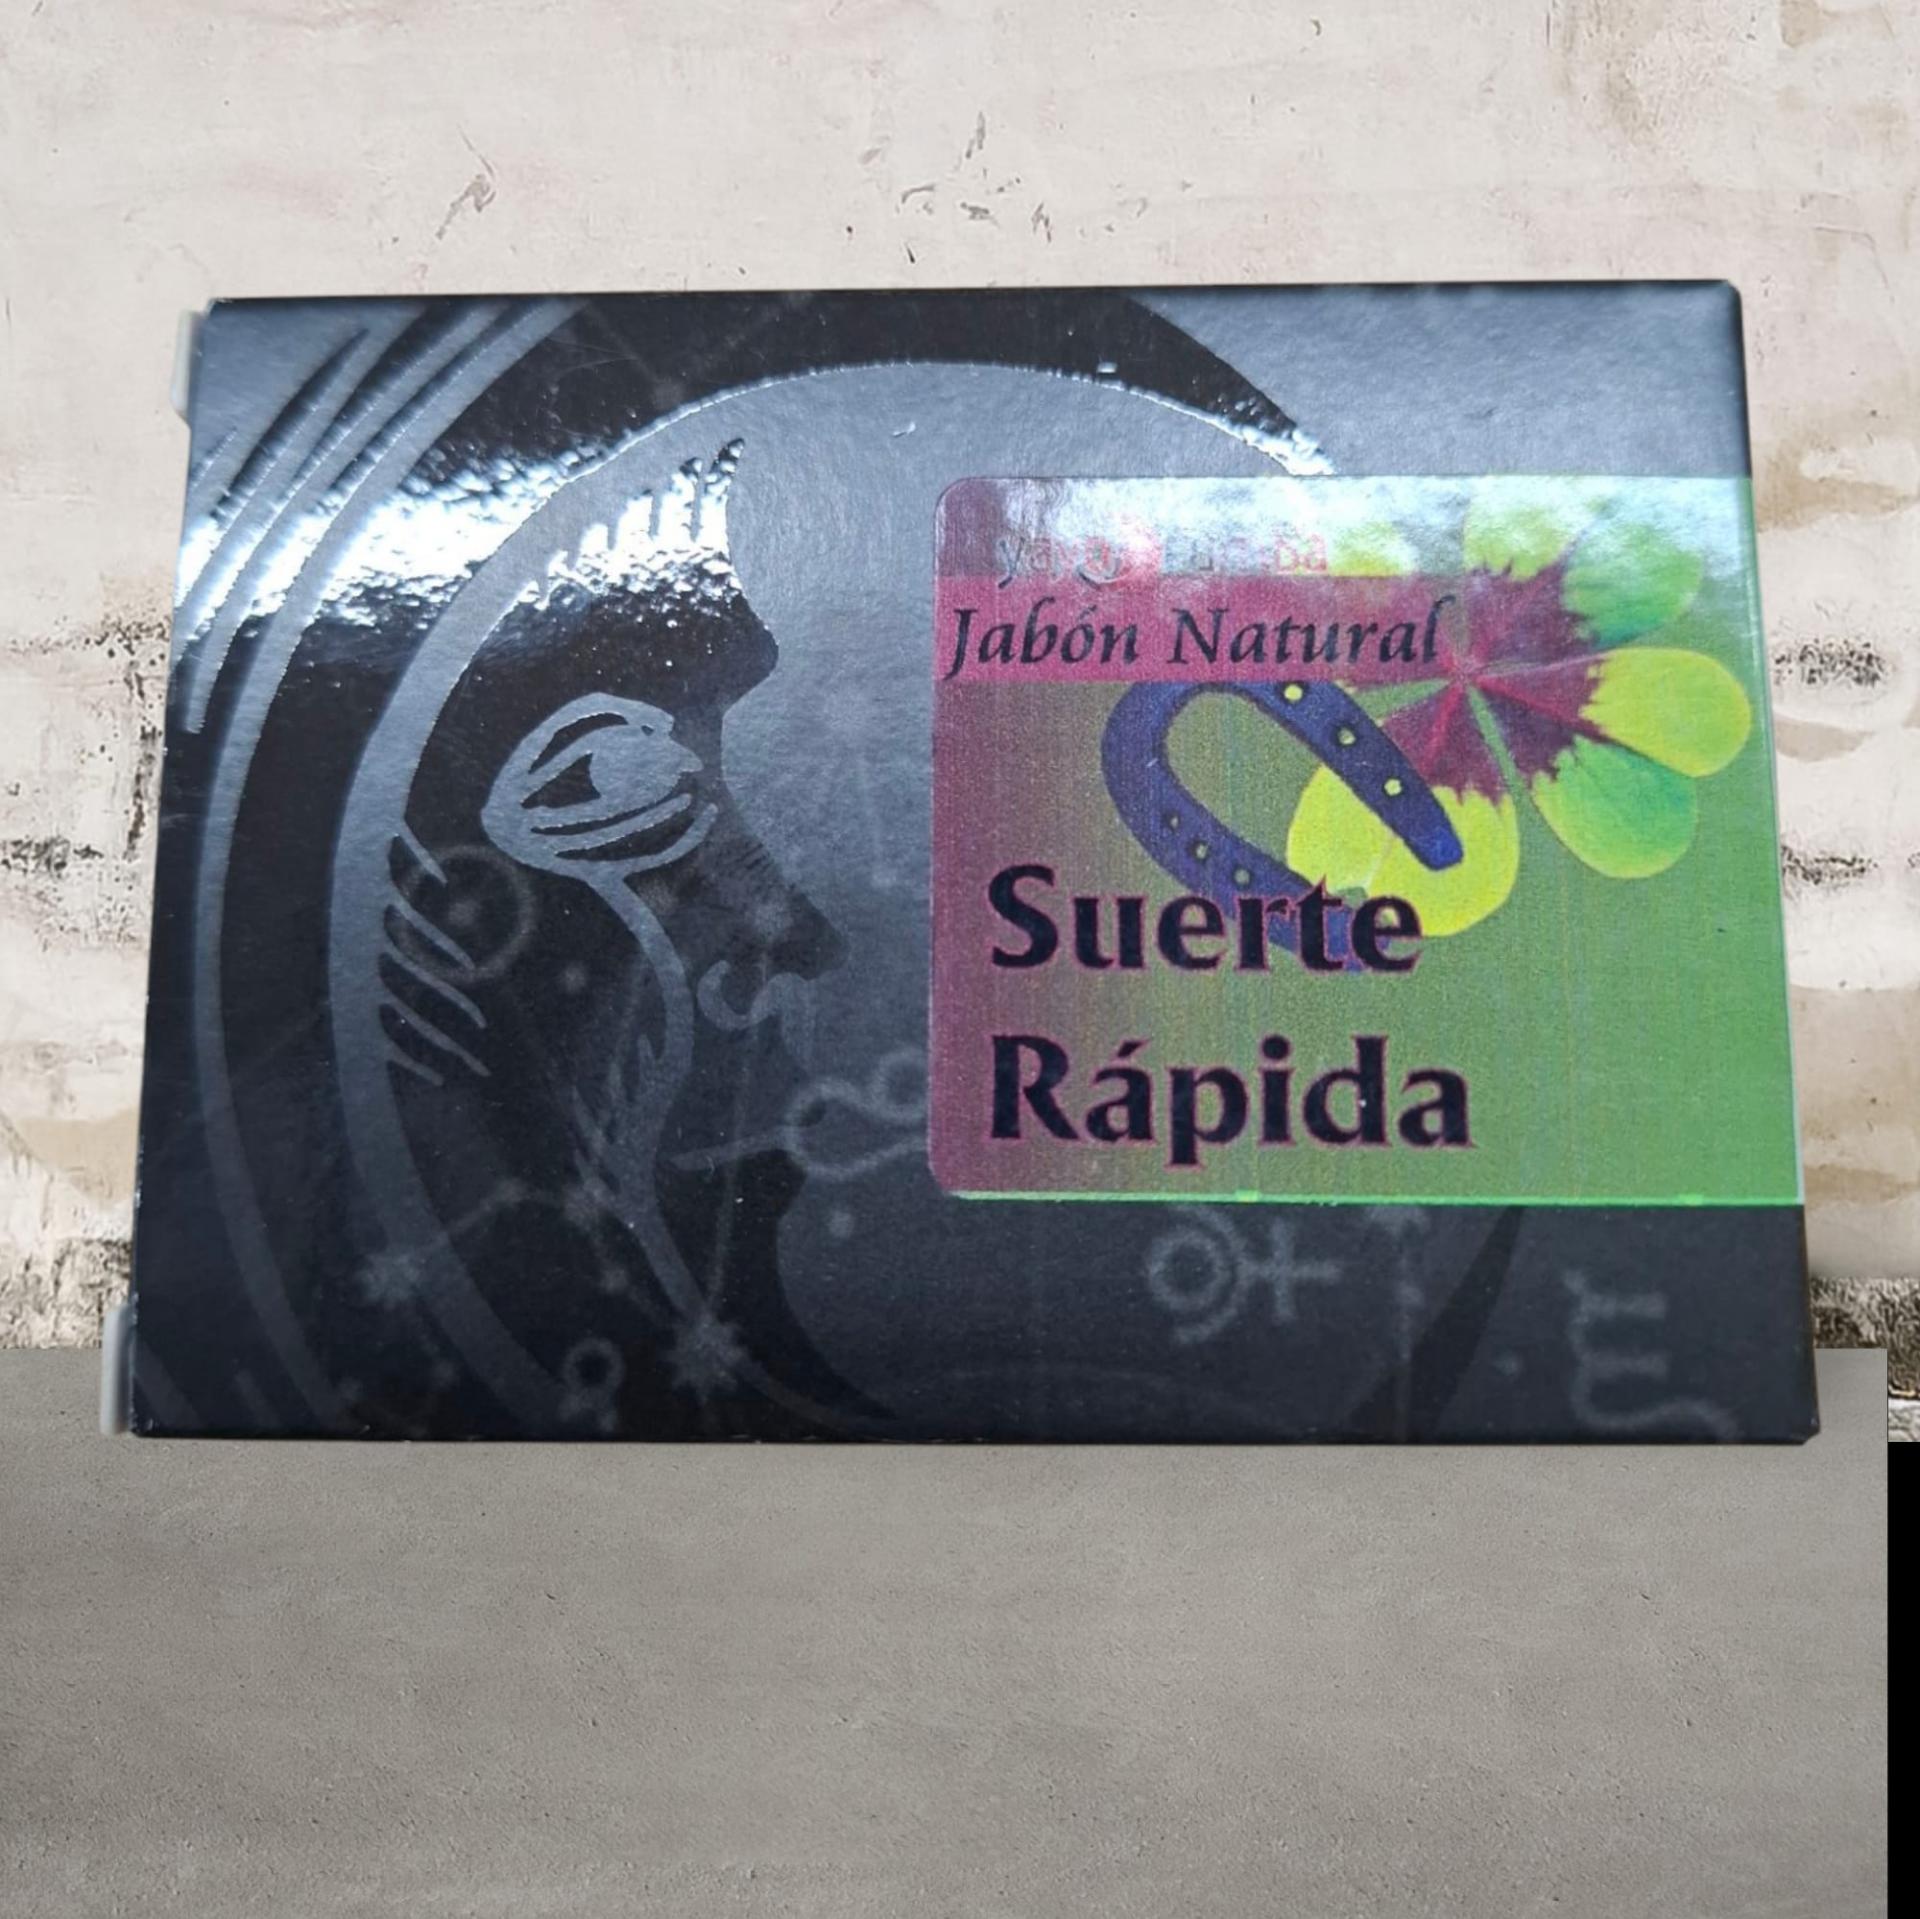 Jabón Natural
Suerte
Rápida